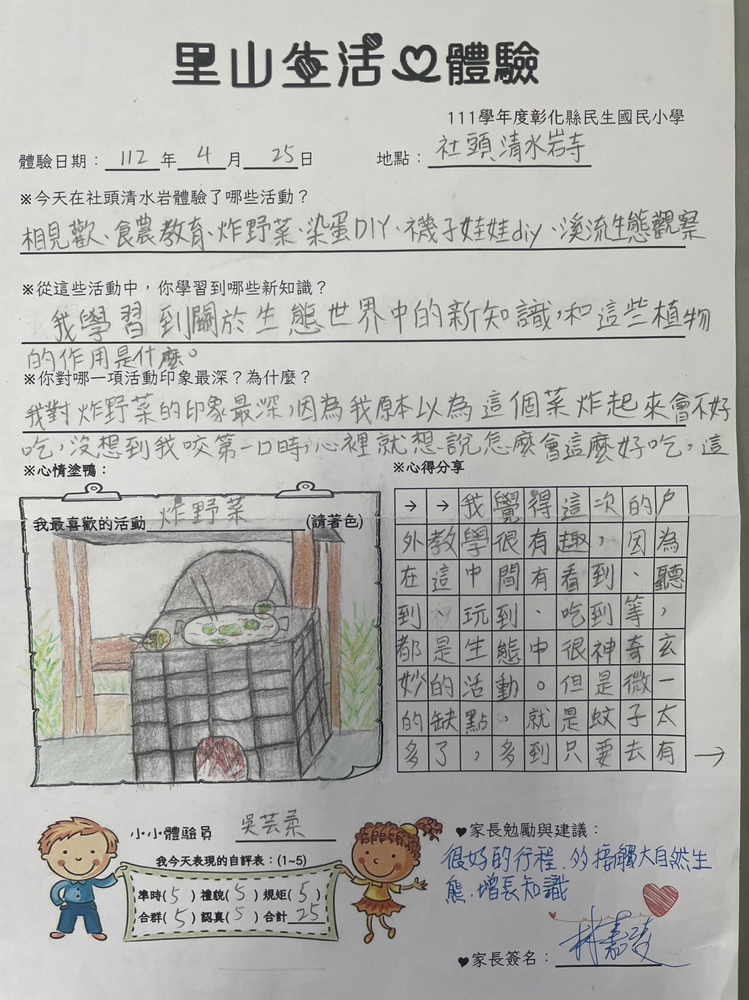 里山生活體驗
111學年度彰化縣民生國民小學
體驗日期：112年4月25日
地點：社頭清水岩寺
※今天在社頭清水岩體驗了哪些活動？
相見歡、食農教育、炸野菜、染蛋DIY、襪子娃娃diy、溪流生態觀察
※從這些活動中，你學習到哪些新知識？
我學習到關於生態世界中的新知識，和這些植物
的作用是什麼。
※你對哪一項活動印象最深？為什麼？
我對炸野菜的印象最深，因為我原本以為這個菜炸起來會不好
吃，沒想到我咬第一口時，心裡就想說怎麼會這麼好吃，這
※心情塗鴨：
我最喜歡的活動炸野菜(請著色)
※心得分享
→→我覺得這次的戶
外教學很有趣，因為
在這中間有看到、聽
到、玩到、吃到等，
都是生態中很神奇玄
妙的活動。但是微一
的缺點，就是蚊子太
多了，多到只要去有→
小小體驗員 吳芸柔
我今天表現的自評表：(1~5)
準時(5)禮貌(5)規矩(5)
合群(5)認真(5)合計25
♥家長勉勵與建議：
很好的行程.多接觸大自然生
態.增長知識
♥家長簽名：林嘉凌